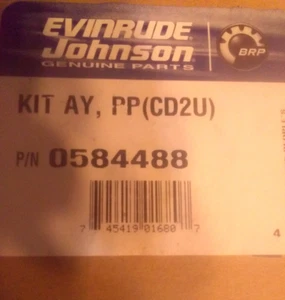 EVINRUDE
Johnson
GENUINE PARTS
BRP
KIT AY, PP(CD2U)
P/N 0584488
7 45419 01680 7
4